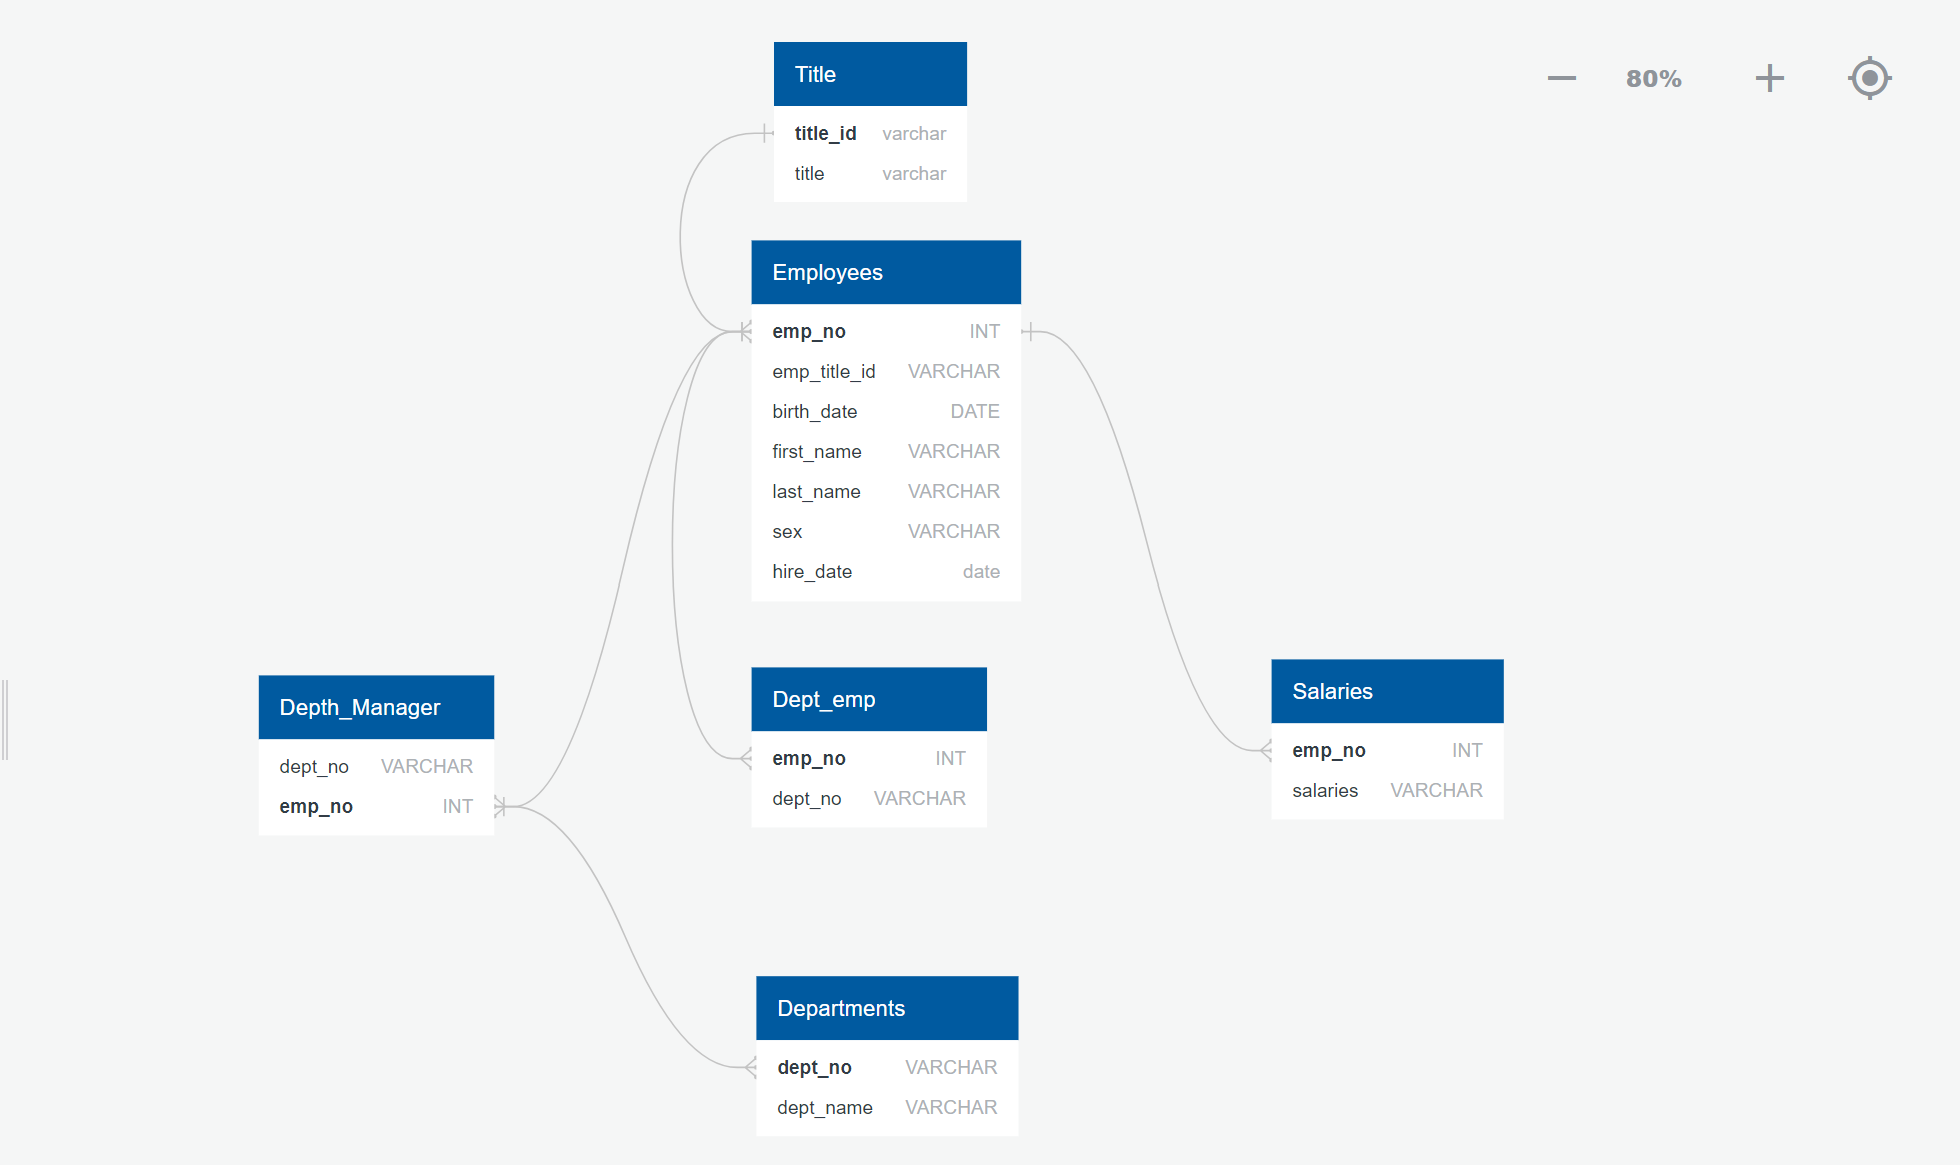 Title
title_id varchar
title varchar
80%
Employees
emp_no INT
emp_title_id VARCHAR
birth_date DATE
first_name VARCHAR
last_name VARCHAR
sex VARCHAR
hire_date date
Depth_Manager
dept_no VARCHAR
emp_no INT
Dept_emp
emp_no INT
dept_no VARCHAR
Salaries
emp_no INT
salaries VARCHAR
Departments
dept_no VARCHAR
dept_name VARCHAR